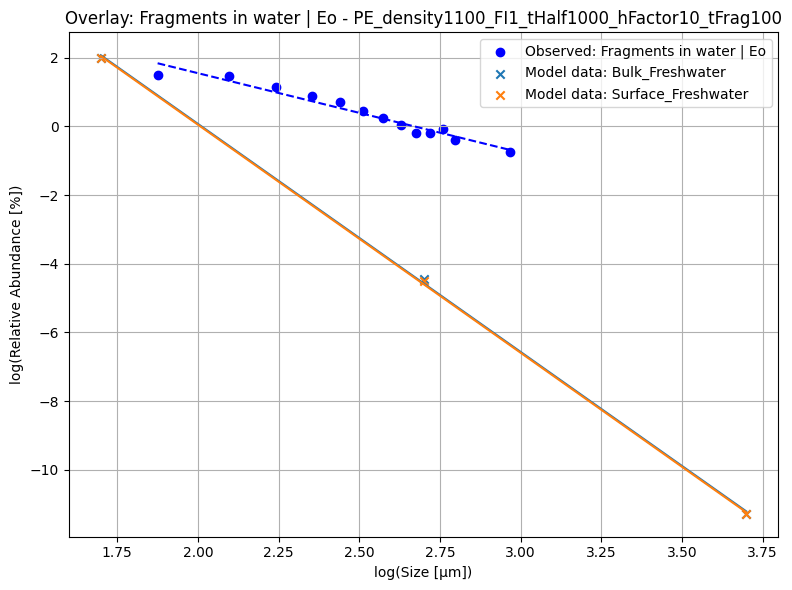 Overlay: Fragments in water | Eo - PE_density1100_FI1_tHalf1000_hFactor10_tFrag100
Observed: Fragments in water | Eo
Model data: Bulk_Freshwater
Model data: Surface_Freshwater
log(Relative Abundance [%])
2
0
−2
−4
−6
−8
−10
1.75
2.00
2.25
2.50
2.75
3.00
3.25
3.50
3.75
log(Size [µm])